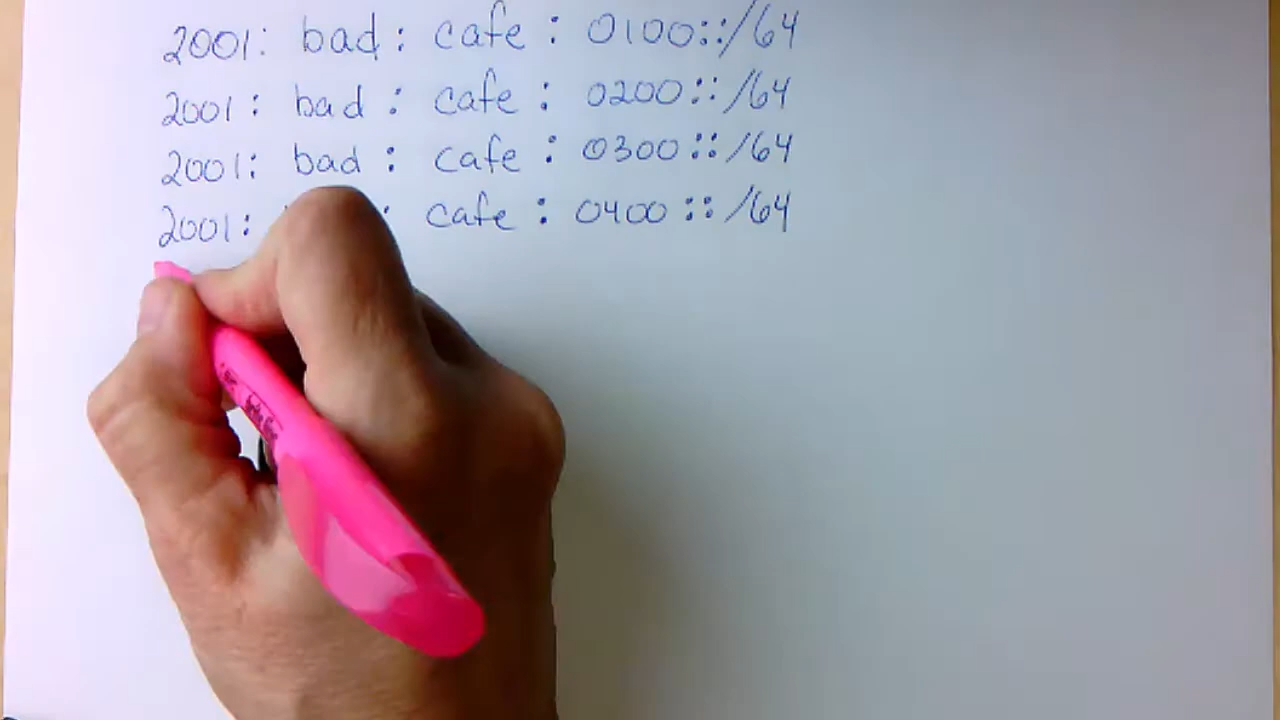 2001: bad : cafe : 0100::/64
2001: bad : cafe : 0200::/64
2001: bad : cafe : 0300::/64
2001: : cafe : 0400::/64